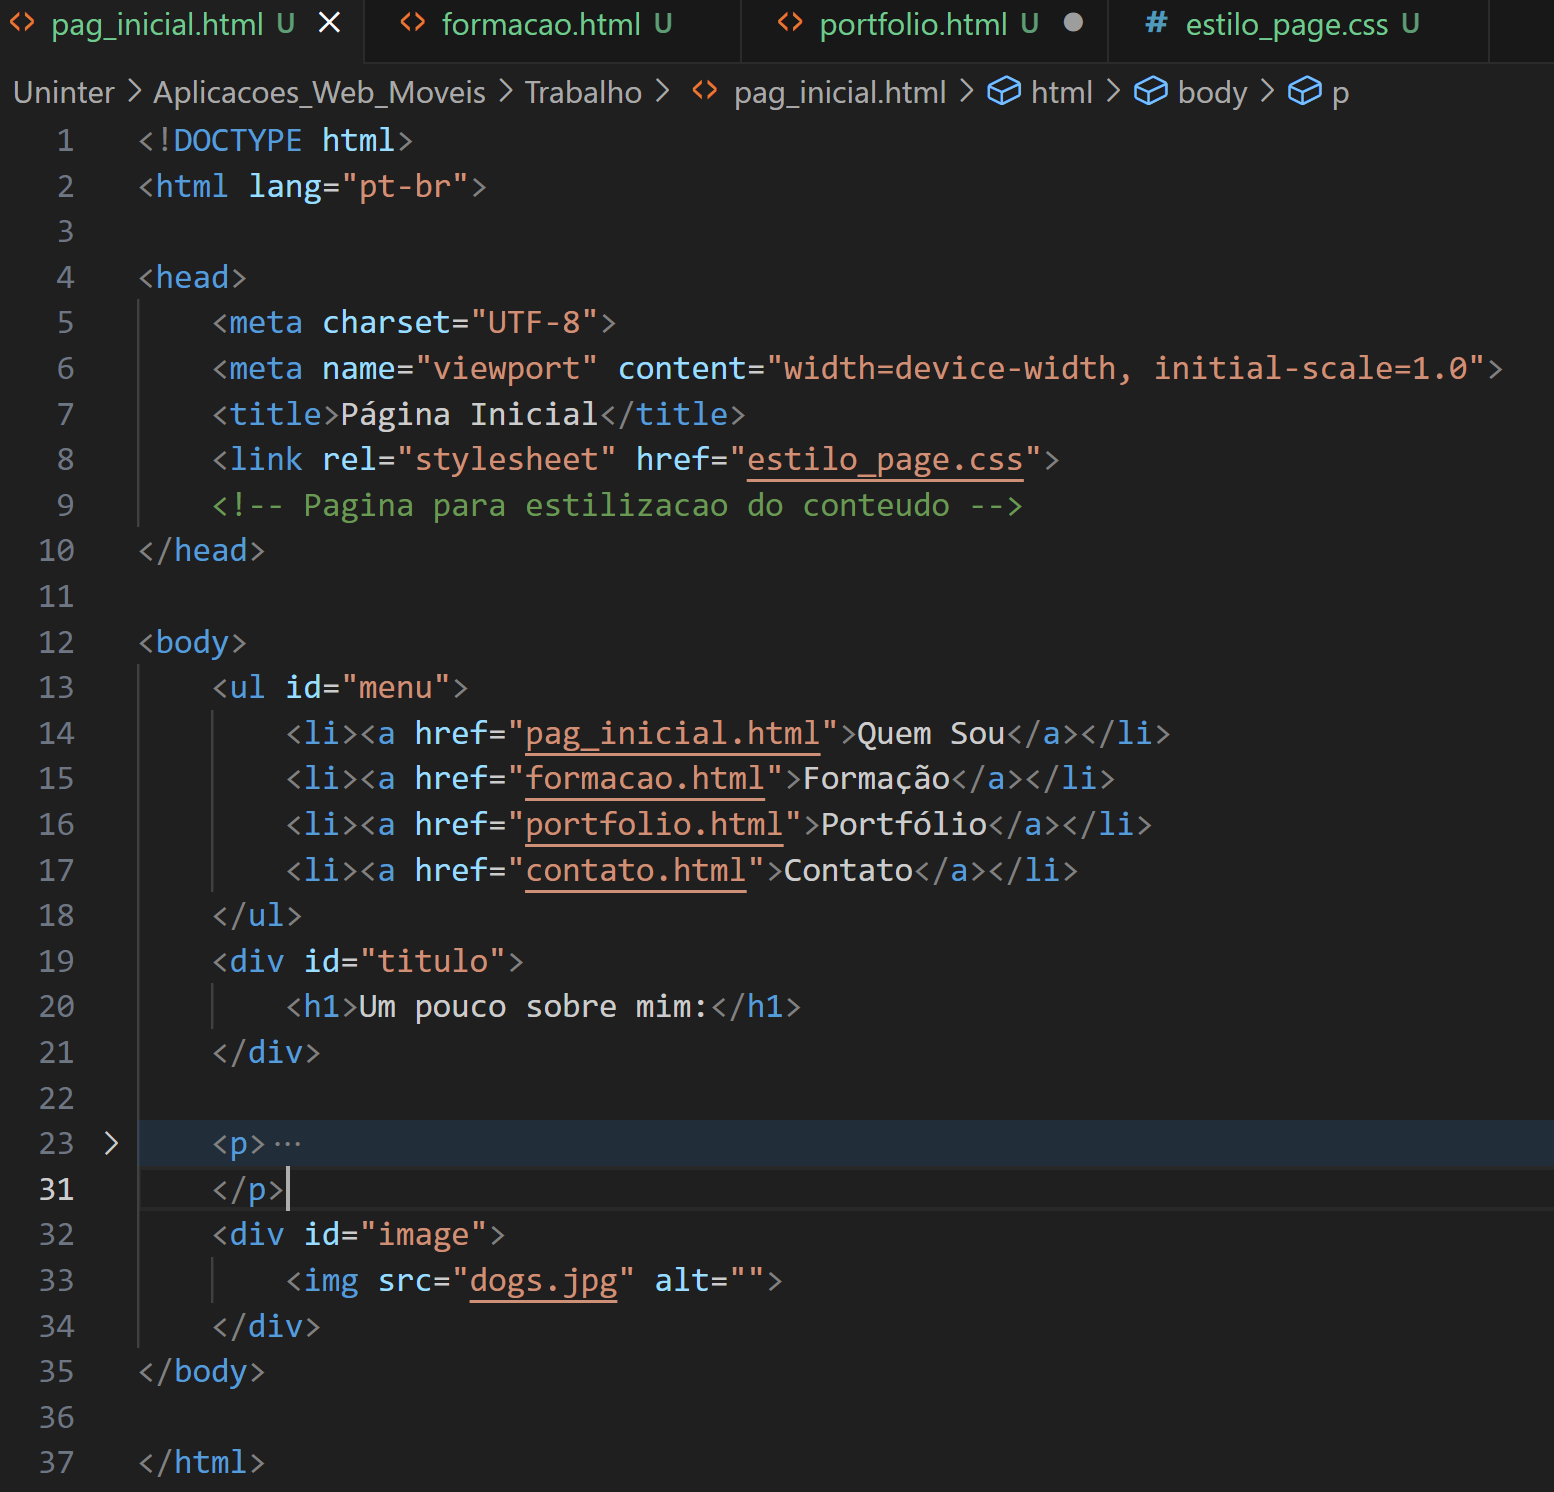 pag_inicial.html U
formacao.html U
portfolio.html U
# estilo_page.css U
Uninter > Aplicacoes_Web_Moveis > Trabalho > <> pag_inicial.html > html > body > p
1 <!DOCTYPE html>
2 <html lang="pt-br">
3
4 <head>
5 <meta charset="UTF-8">
6 <meta name="viewport" content="width=device-width, initial-scale=1.0">
7 <title>Página Inicial</title>
8 <link rel="stylesheet" href="estilo_page.css">
9 <!-- Pagina para estilizacao do conteudo -->
10 </head>
11
12 <body>
13 <ul id="menu">
14 <li><a href="pag_inicial.html">Quem Sou</a></li>
15 <li><a href="formacao.html">Formação</a></li>
16 <li><a href="portfolio.html">Portfólio</a></li>
17 <li><a href="contato.html">Contato</a></li>
18 </ul>
19 <div id="titulo">
20 <h1>Um pouco sobre mim:</h1>
21 </div>
22
23 <p>···
31 </p>
32 <div id="image">
33 <img src="dogs.jpg" alt="">
34 </div>
35 </body>
36
37 </html>